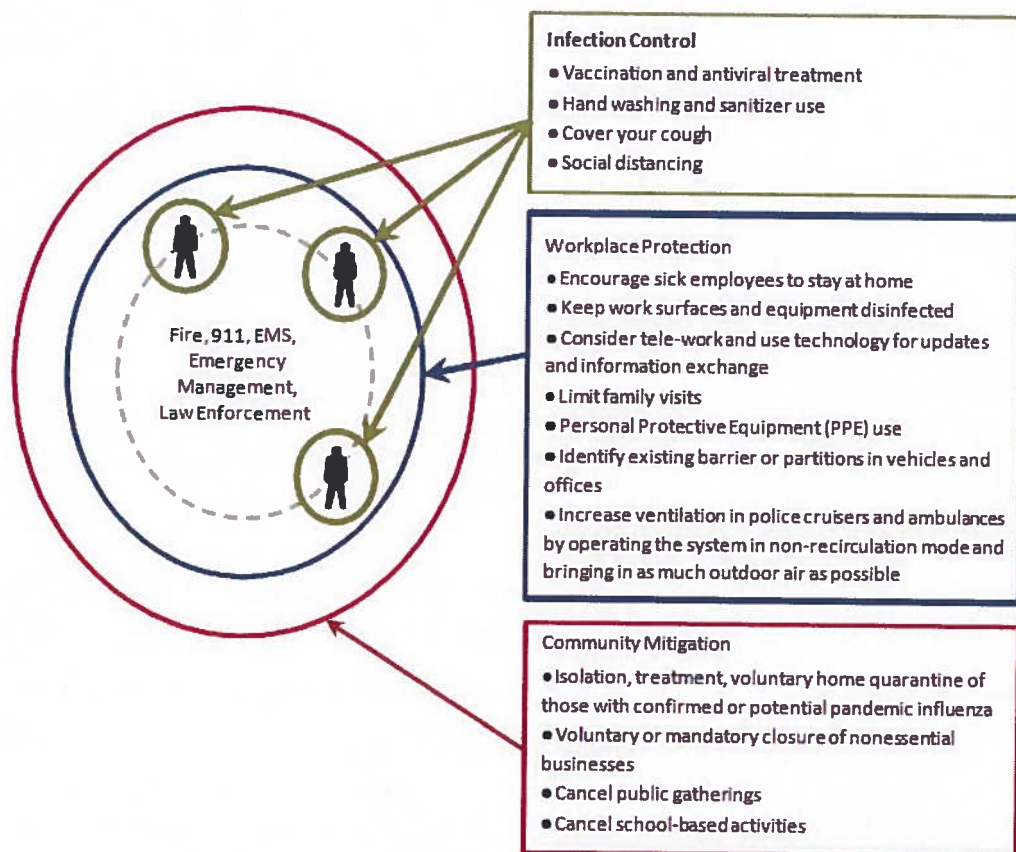 Infection Control
• Vaccination and antiviral treatment
• Hand washing and sanitizer use
• Cover your cough
• Social distancing
Fire, 911, EMS,
Emergency
Management,
Law Enforcement
Workplace Protection
• Encourage sick employees to stay at home
• Keep work surfaces and equipment disinfected
• Consider tele-work and use technology for updates
and information exchange
• Limit family visits
• Personal Protective Equipment (PPE) use
• Identify existing barrier or partitions in vehicles and
offices
• Increase ventilation in police cruisers and ambulances
by operating the system in non-recirculation mode and
bringing in as much outdoor air as possible
Community Mitigation
• Isolation, treatment, voluntary home quarantine of
those with confirmed or potential pandemic influenza
• Voluntary or mandatory closure of nonessential
businesses
• Cancel public gatherings
• Cancel school-based activities